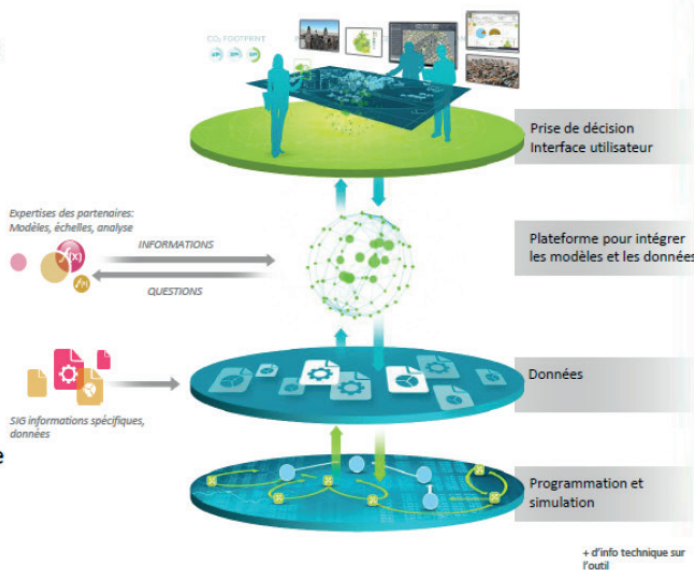 CO₂ FOOTPRINT
Prise de décision
Interface utilisateur
Expertises des partenaires:
Modèles, échelles, analyse
f(x)
f(x)
INFORMATIONS
QUESTIONS
Plateforme pour intégrer
les modèles et les données
Données
SIG informations spécifiques,
données
e
Programmation et
simulation
+ d'info technique sur
l'outil